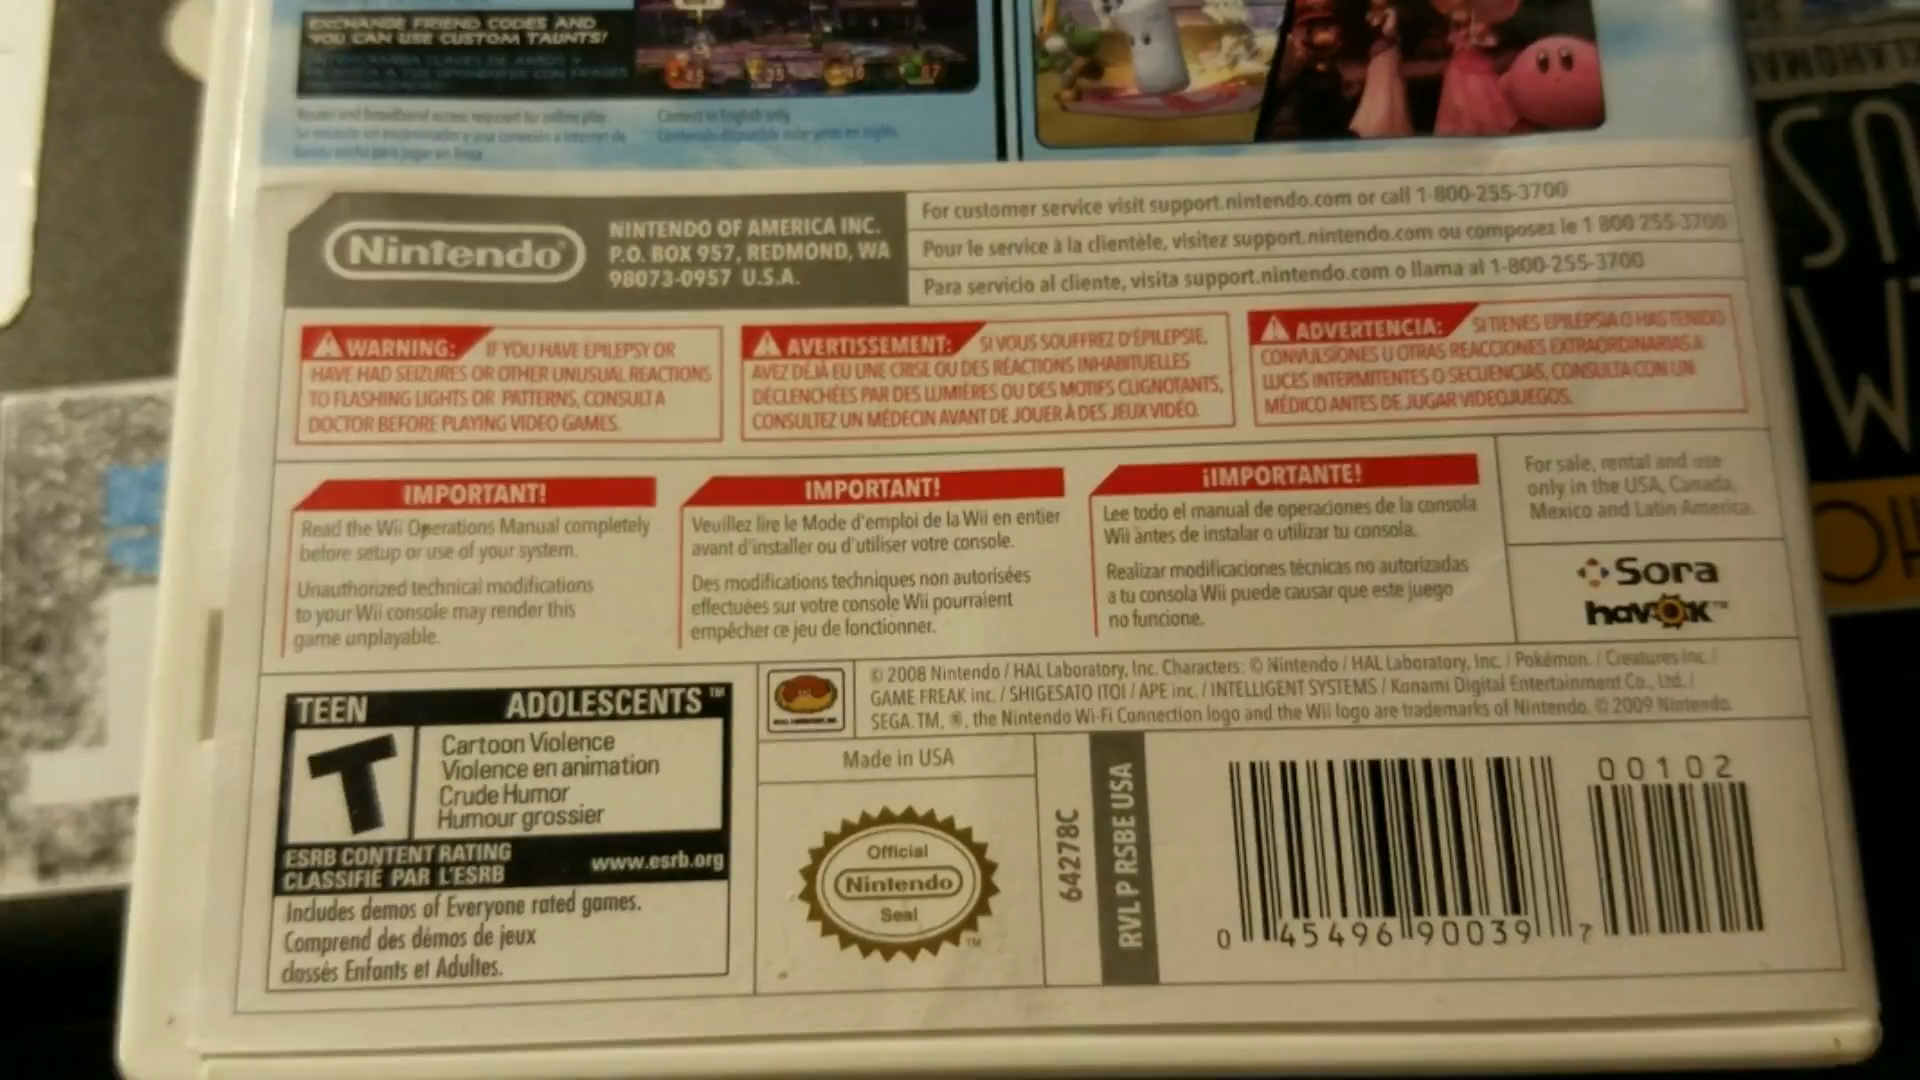 EXCHANGE FRIEND CODES AND
YOU CAN USE CUSTOM TAUNTS!
Nintendo®
NINTENDO OF AMERICA INC.
P.O. BOX 957, REDMOND, WA
98073-0957 U.S.A.
For customer service visit support.nintendo.com or call 1-800-255-3700
Pour le service à la clientèle, visitez support.nintendo.com ou composez le 1 800 255-3700
Para servicio al cliente, visita support.nintendo.com o llama al 1-800-255-3700
WARNING: IF YOU HAVE EPILEPSY OR
HAVE HAD SEIZURES OR OTHER UNUSUAL REACTIONS
TO FLASHING LIGHTS OR PATTERNS, CONSULT A
DOCTOR BEFORE PLAYING VIDEO GAMES.
AVERTISSEMENT: SI VOUS SOUFFREZ D'ÉPILEPSIE,
AVEZ DÉJÀ EU UNE CRISE OU DES RÉACTIONS INHABITUELLES
DÉCLENCHÉES PAR DES LUMIÈRES OU DES MOTIFS CLIGNOTANTS,
CONSULTEZ UN MÉDECIN AVANT DE JOUER À DES JEUX VIDÉO.
ADVERTENCIA: SI TIENES EPILEPSIA O HAS TENIDO
CONVULSIONES U OTRAS REACCIONES EXTRAORDINARIAS A
LUCES INTERMITENTES O SECUENCIAS, CONSULTA CON UN
MÉDICO ANTES DE JUGAR VIDEOJUEGOS.
IMPORTANT!
Read the Wii Operations Manual completely
before setup or use of your system.
Unauthorized technical modifications
to your Wii console may render this
game unplayable.
IMPORTANT!
Veuillez lire le Mode d'emploi de la Wii en entier
avant d'installer ou d'utiliser votre console.
Des modifications techniques non autorisées
effectuées sur votre console Wii pourraient
empêcher ce jeu de fonctionner.
¡IMPORTANTE!
Lee todo el manual de operaciones de la consola
Wii antes de instalar o utilizar tu consola.
Realizar modificaciones técnicas no autorizadas
a tu consola Wii puede causar que este juego
no funcione.
For sale, rental and use
only in the USA, Canada,
Mexico and Latin America.
Sora
havok™
TEEN ADOLESCENTS™
T
Cartoon Violence
Violence en animation
Crude Humor
Humour grossier
ESRB CONTENT RATING
CLASSIFIÉ PAR L'ESRB
www.esrb.org
Includes demos of Everyone rated games.
Comprend des démos de jeux
classés Enfants et Adultes.
© 2008 Nintendo / HAL Laboratory, Inc. Characters: © Nintendo / HAL Laboratory, Inc. / Pokémon. / Creatures Inc. /
GAME FREAK inc. / SHIGESATO ITOI / APE inc. / INTELLIGENT SYSTEMS / Konami Digital Entertainment Co., Ltd. /
SEGA. TM, ®, the Nintendo Wi-Fi Connection logo and the Wii logo are trademarks of Nintendo. © 2009 Nintendo.
Made in USA
Official
Nintendo
Seal
™
64278C
RVL P RSBE USA
0 45496 90039 7
00102